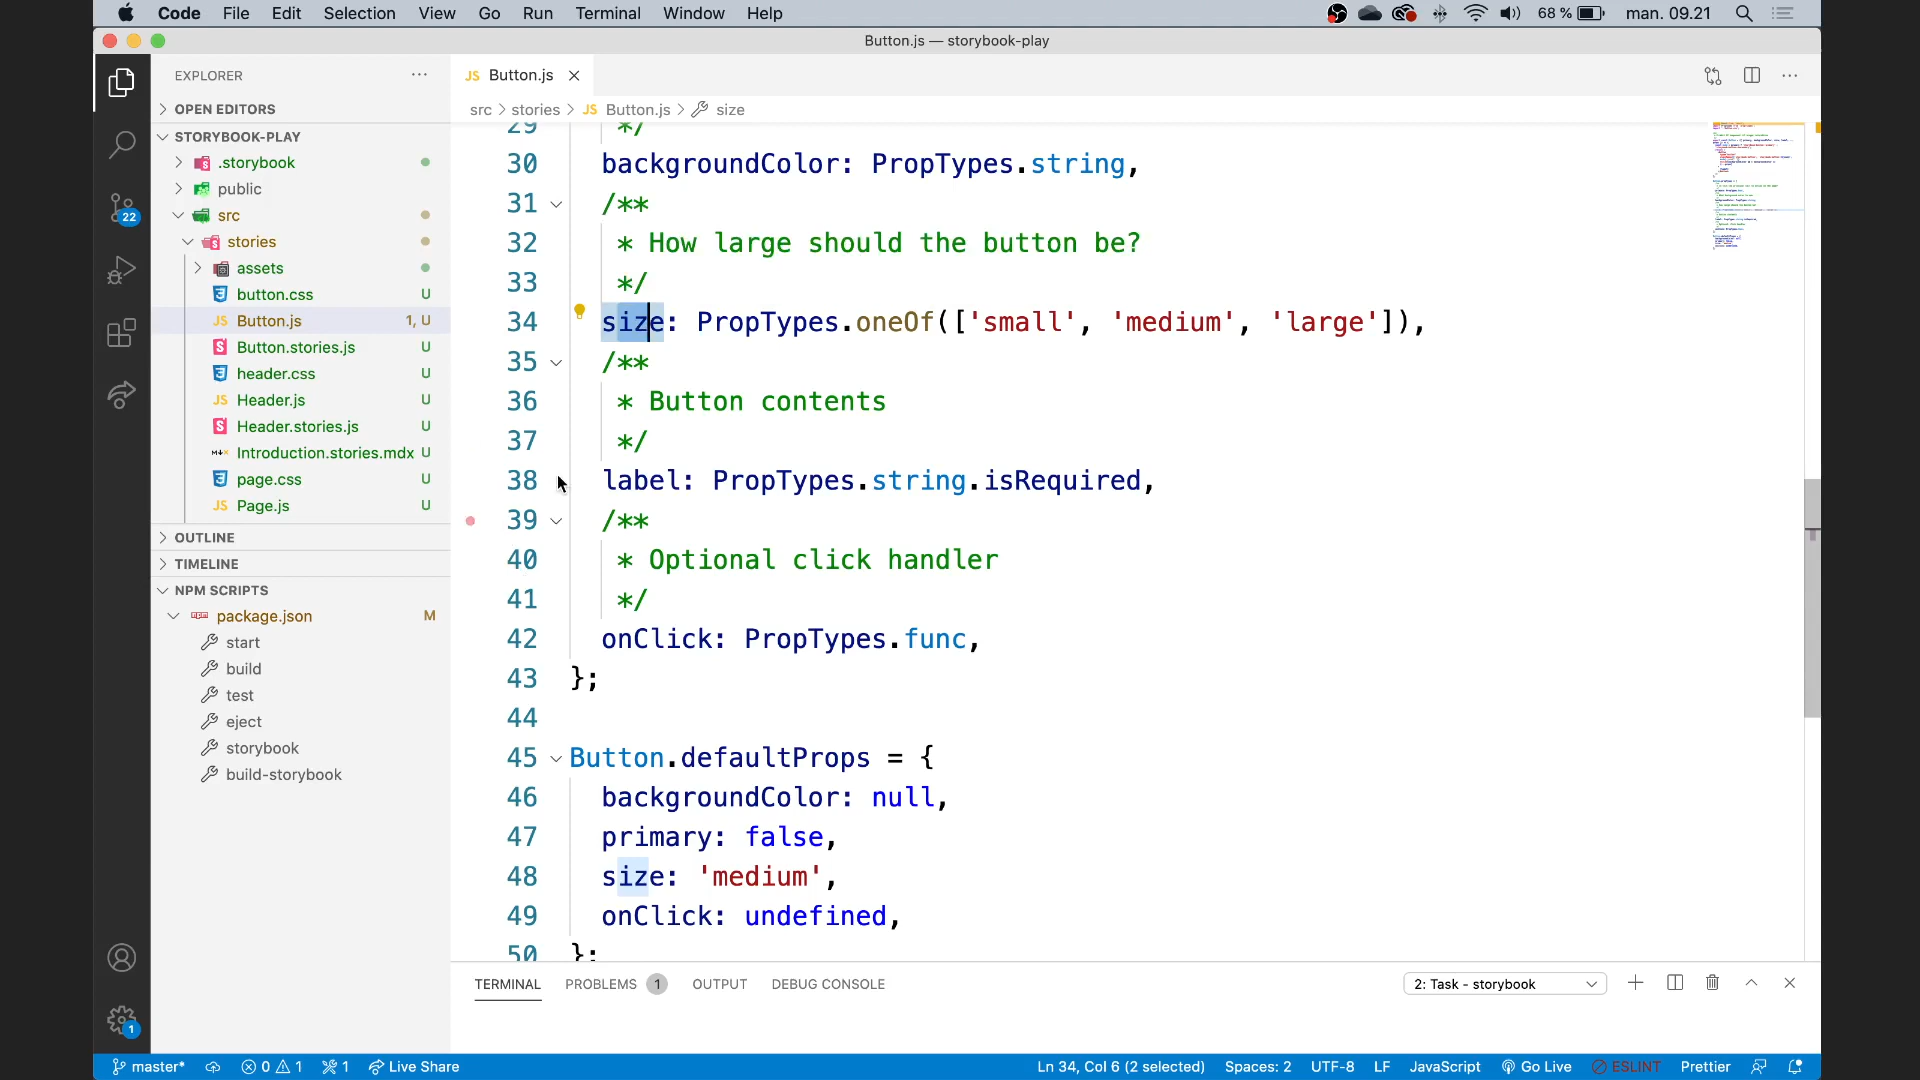 Code File Edit Selection View Go Run Terminal Window Help 68 % man. 09.21
Button.js — storybook-play
EXPLORER
OPEN EDITORS
STORYBOOK-PLAY
.storybook
public
src
stories
assets
button.css U
JS Button.js 1, U
Button.stories.js U
header.css U
JS Header.js U
Header.stories.js U
Introduction.stories.mdx U
page.css U
JS Page.js U
OUTLINE
TIMELINE
NPM SCRIPTS
package.json M
start
build
test
eject
storybook
build-storybook
22
1
JS Button.js
src > stories > JS Button.js > size
29 */
30 backgroundColor: PropTypes.string,
31 /**
32 * How large should the button be?
33 */
34 size: PropTypes.oneOf(['small', 'medium', 'large']),
35 /**
36 * Button contents
37 */
38 label: PropTypes.string.isRequired,
39 /**
40 * Optional click handler
41 */
42 onClick: PropTypes.func,
43 };
44
45 Button.defaultProps = {
46 backgroundColor: null,
47 primary: false,
48 size: 'medium',
49 onClick: undefined,
50 };
TERMINAL PROBLEMS 1 OUTPUT DEBUG CONSOLE 2: Task - storybook
master* 0 1 1 Live Share Ln 34, Col 6 (2 selected) Spaces: 2 UTF-8 LF JavaScript Go Live ESLINT Prettier